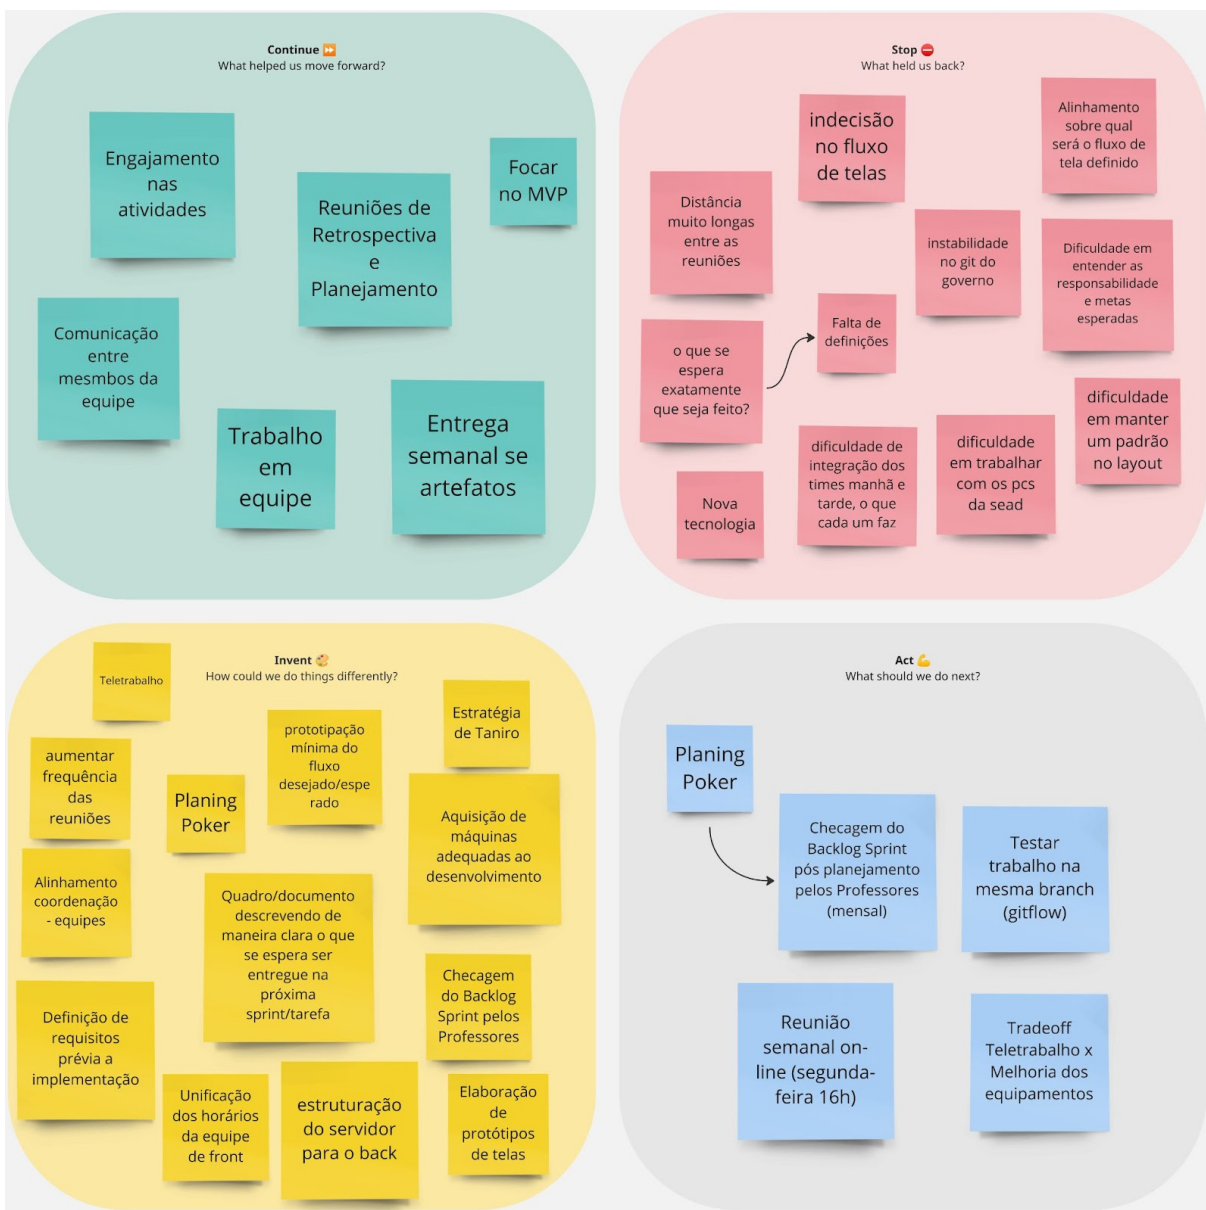 Continue ⏩
What helped us move forward?
Engajamento
nas
atividades
Reuniões de
Retrospectiva
e
Planejamento
Focar
no MVP
Comunicação
entre
mesmbos da
equipe
Trabalho
em
equipe
Entrega
semanal se
artefatos
Stop ⛔
What held us back?
indecisão
no fluxo
de telas
Alinhamento
sobre qual
será o fluxo de
tela definido
Distância
muito longas
entre as
reuniões
instabilidade
no git do
governo
Dificuldade em
entender as
responsabilidade
e metas
esperadas
o que se
espera
exatamente
que seja feito?
Falta de
definições
dificuldade
em manter
um padrão
no layout
Nova
tecnologia
dificuldade de
integração dos
times manhã e
tarde, o que
cada um faz
dificuldade
em trabalhar
com os pcs
da sead
Invent 🎨
How could we do things differently?
Teletrabalho
Estratégia
de Taniro
prototipação
mínima do
fluxo
desejado/espe
rado
aumentar
frequência
das
reuniões
Planing
Poker
Aquisição de
máquinas
adequadas ao
desenvolvimento
Alinhamento
coordenação
- equipes
Quadro/documento
descrevendo de
maneira clara o que
se espera ser
entregue na
próxima
sprint/tarefa
Checagem
do Backlog
Sprint pelos
Professores
Definição de
requisitos
prévia a
implementação
Unificação
dos horários
da equipe
de front
estruturação
do servidor
para o back
Elaboração
de
protótipos
de telas
Act 💪
What should we do next?
Planing
Poker
Checagem do
Backlog Sprint
pós planejamento
pelos Professores
(mensal)
Testar
trabalho na
mesma branch
(gitflow)
Reunião
semanal on-
line (segunda-
feira 16h)
Tradeoff
Teletrabalho x
Melhoria dos
equipamentos